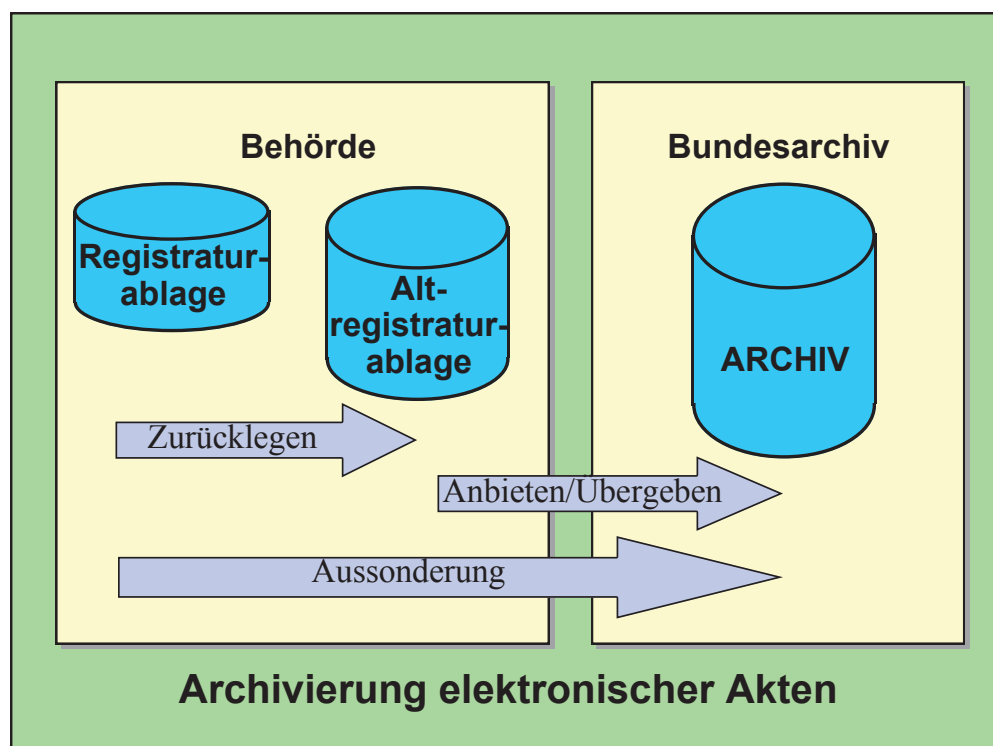 Behörde
Registratur-
ablage
Alt-
registratur-
ablage
Zurücklegen
Bundesarchiv
ARCHIV
Anbieten/Übergeben
Aussonderung
Archivierung elektronischer Akten